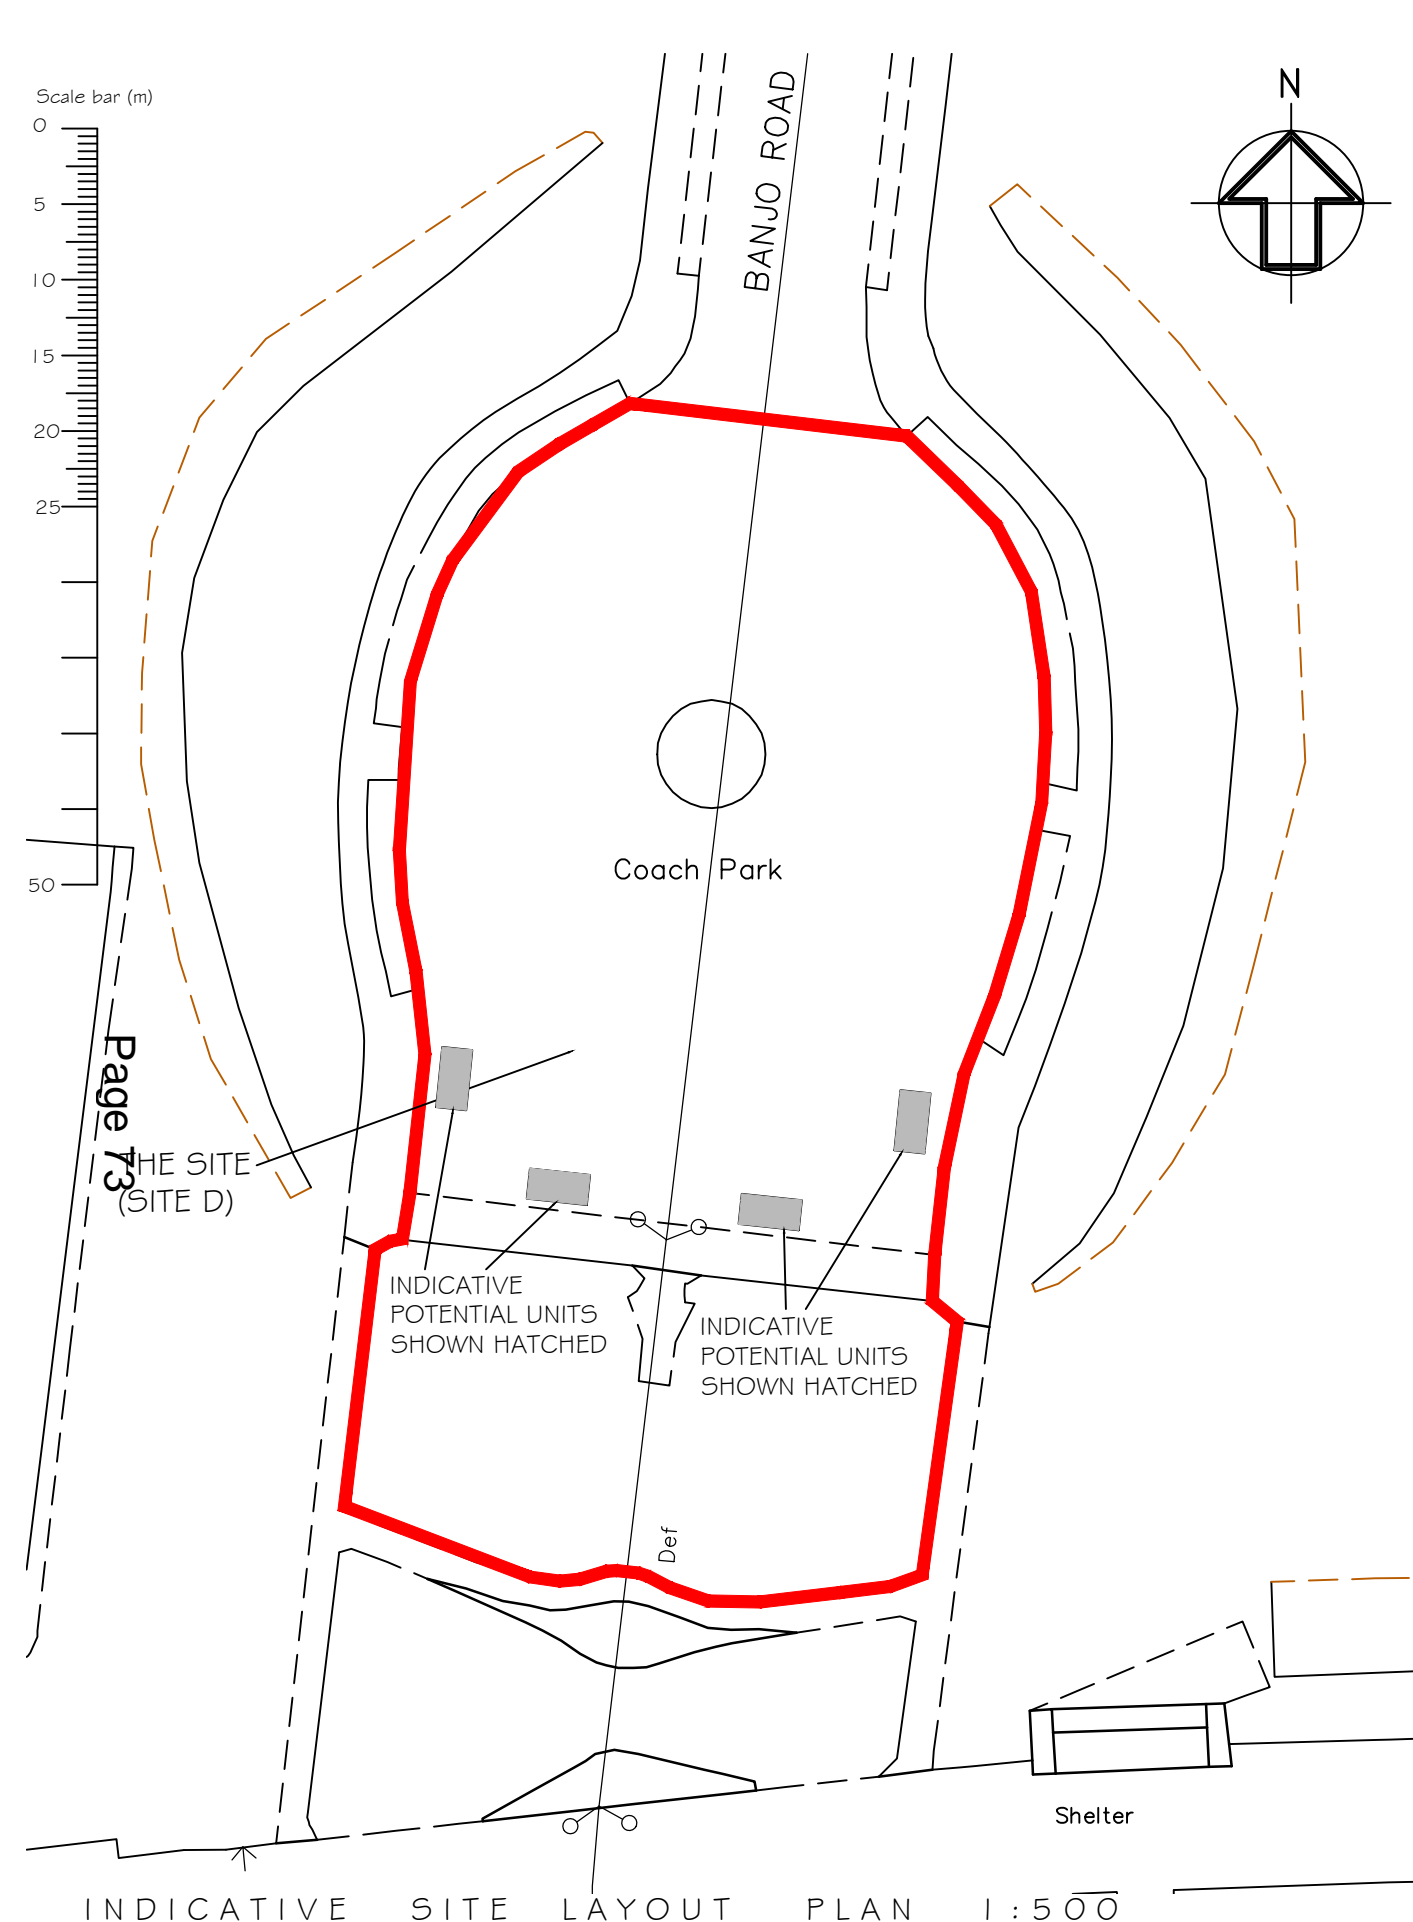 Scale bar (m)
0
5
10
15
20
25
50
N
BANJO ROAD
Coach Park
Page 73
THE SITE
(SITE D)
INDICATIVE
POTENTIAL UNITS
SHOWN HATCHED
INDICATIVE
POTENTIAL UNITS
SHOWN HATCHED
Def
Shelter
INDICATIVE SITE LAYOUT PLAN 1:500